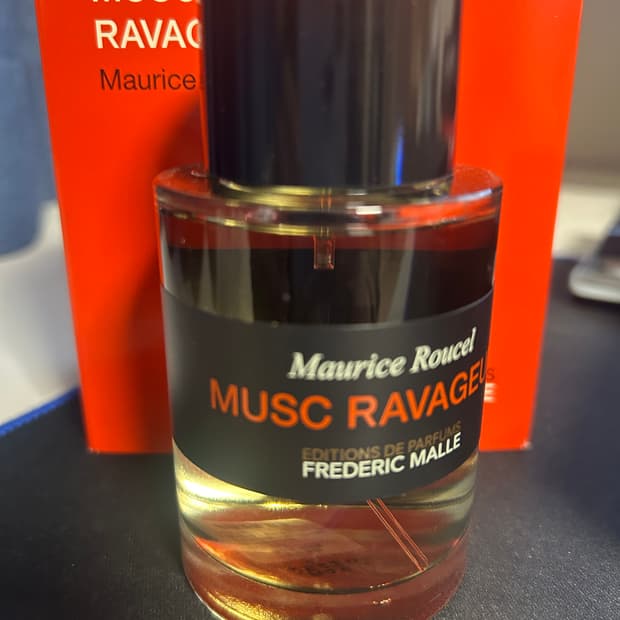 RAVAG
Maurice
Maurice Roucel
MUSC RAVAGEU
EDITIONS DE PARFUMS
FREDERIC MALLE